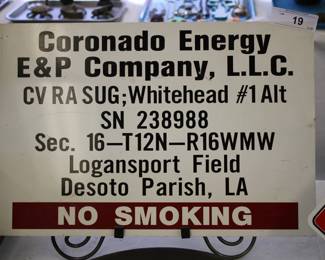 19
Coronado Energy
E&P Company, L.L.C.
CV RA SUG;Whitehead #1 Alt
SN 238988
Sec. 16–T12N–R16WMW
Logansport Field
Desoto Parish, LA
NO SMOKING